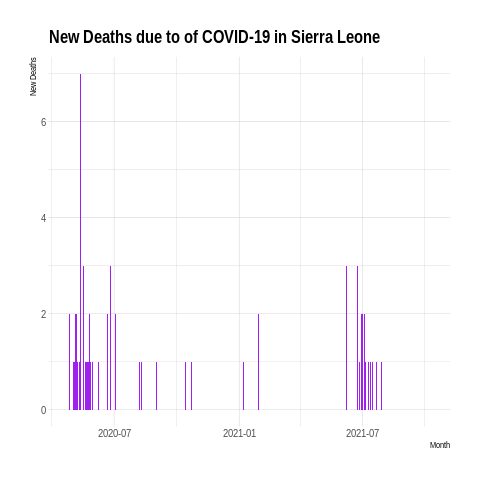 New Deaths due to of COVID-19 in Sierra Leone
New Deaths
6
4
2
0
2020-07
2021-01
2021-07
Month